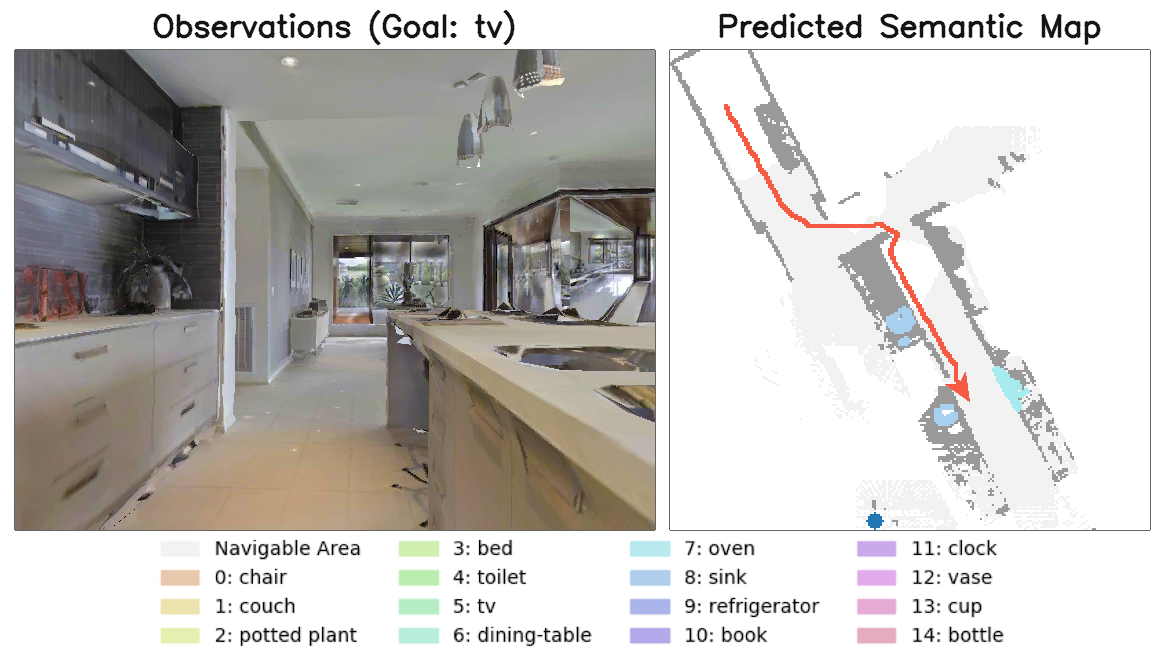 Observations (Goal: tv)
Predicted Semantic Map
Navigable Area
0: chair
1: couch
2: potted plant
3: bed
4: toilet
5: tv
6: dining-table
7: oven
8: sink
9: refrigerator
10: book
11: clock
12: vase
13: cup
14: bottle